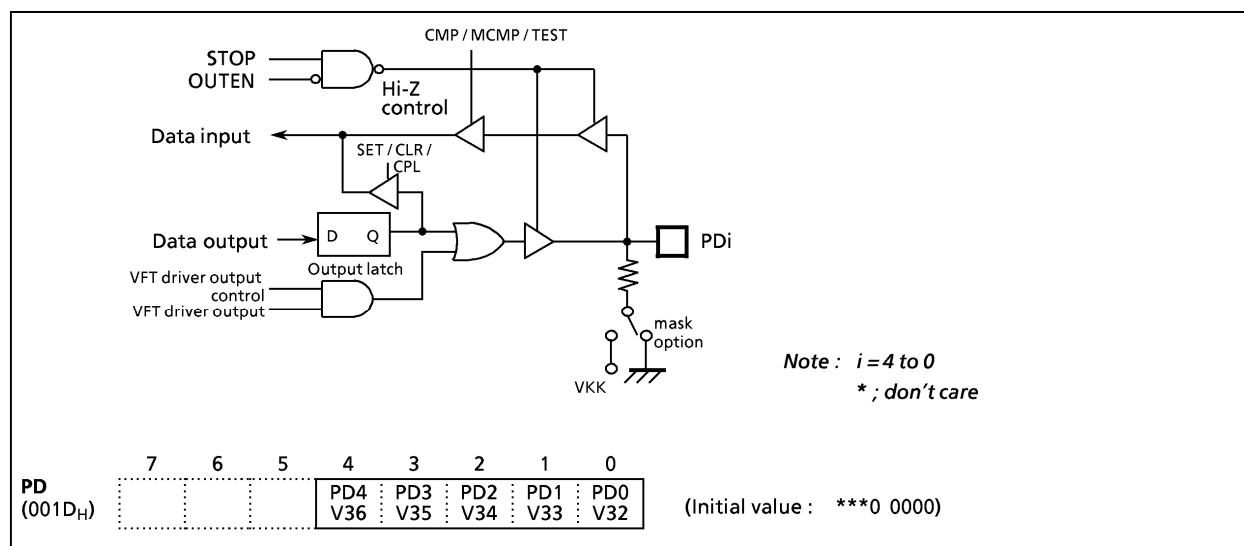 CMP / MCMP / TEST
STOP
OUTEN
Hi-Z
control
Data input
SET / CLR /
CPL
Data output
D Q
PDi
Output latch
VFT driver output
control
VFT driver output
mask
option
VKK
Note : i = 4 to 0
* ; don't care
7 6 5 4 3 2 1 0
PD
(001DH)
PD4 PD3 PD2 PD1 PD0
V36 V35 V34 V33 V32
(Initial value : ***0 0000)